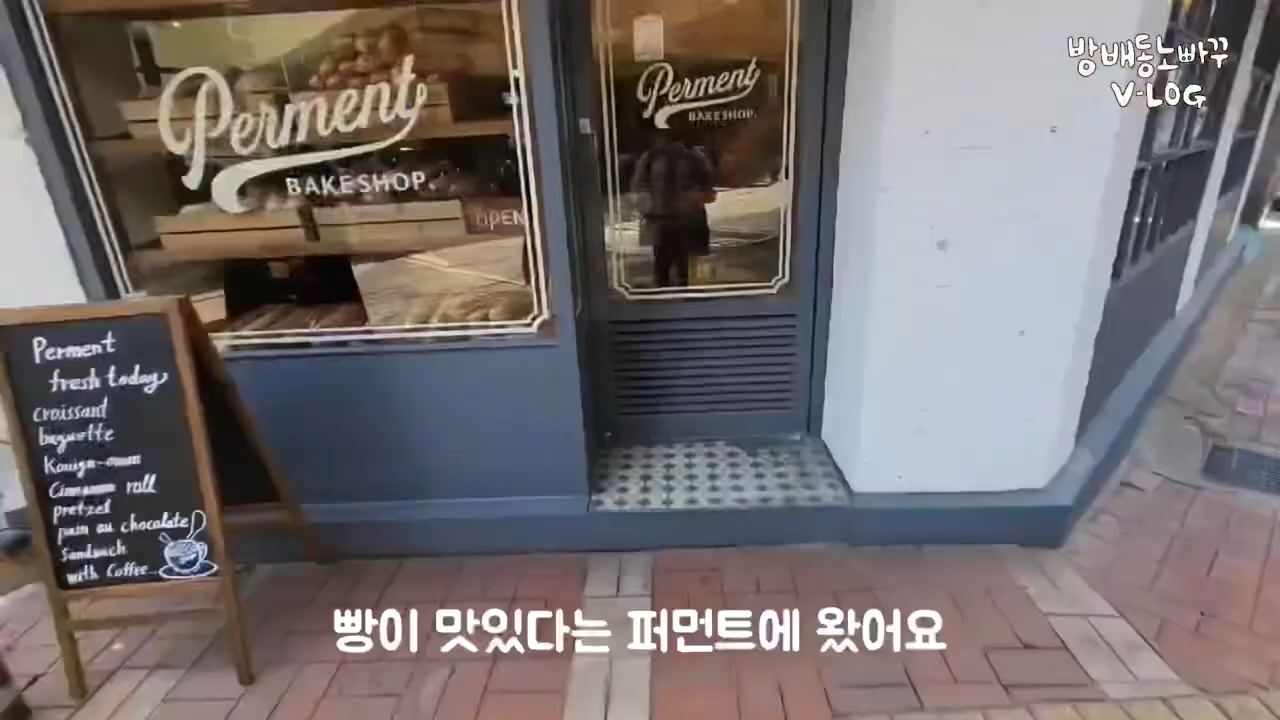 방배동노빠꾸
V-LOG
Perment
BAKESHOP.
OPEN
Perment
BAKESHOP.
Perment
fresh today
croissant
baguette
Kouign-
Cinnamon roll
pretzel
pain au chocolate
Sandwich
with Coffee
빵이 맛있다는 퍼먼트에 왔어요